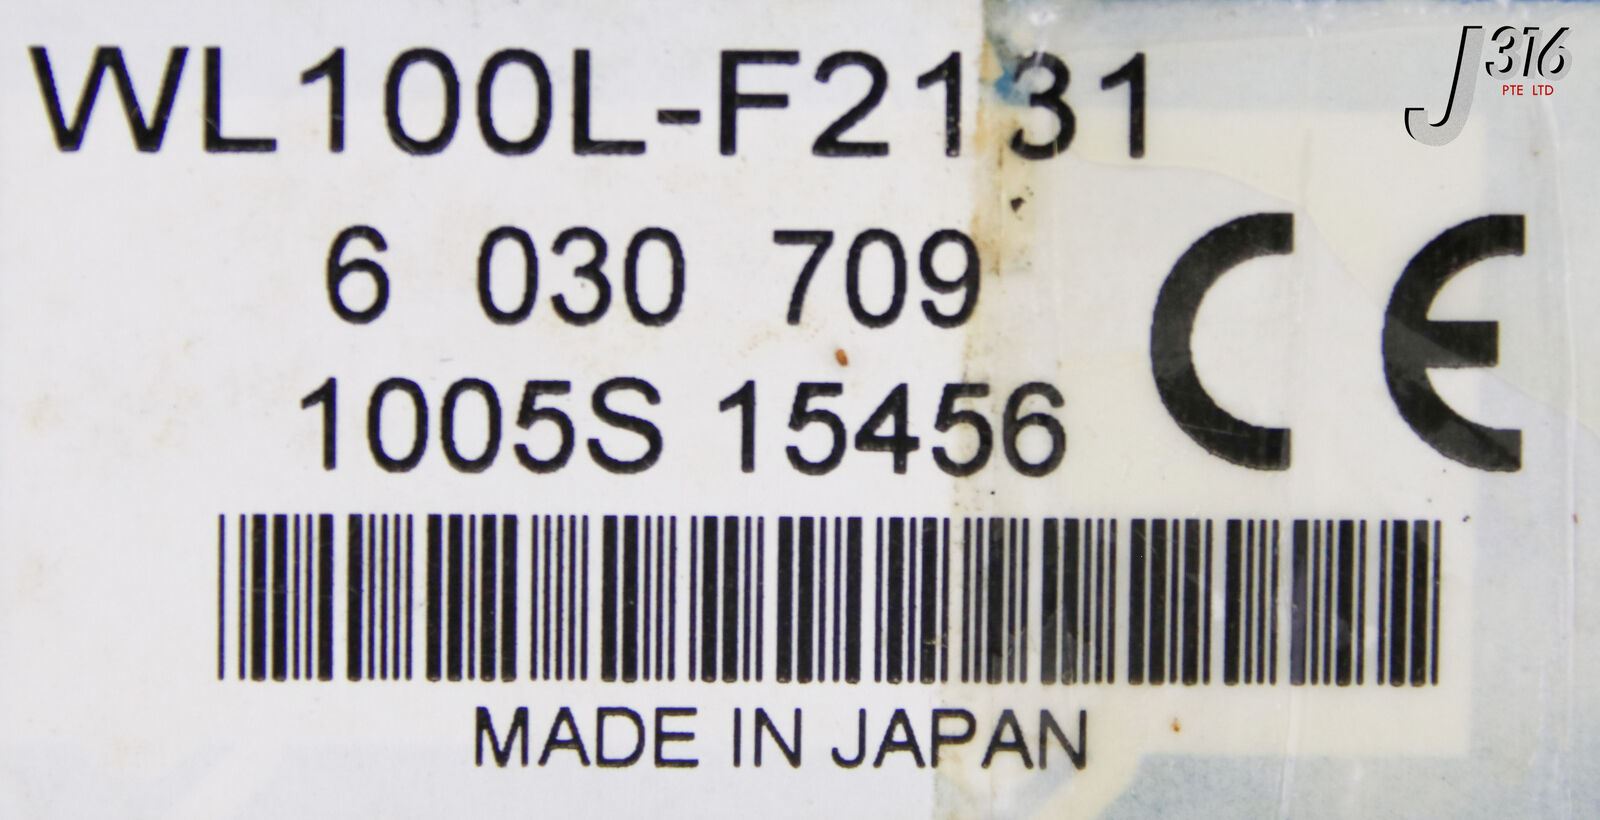 WL100L-F2131
J316
PTE LTD
6 030 709
CE
1005S 15456
MADE IN JAPAN